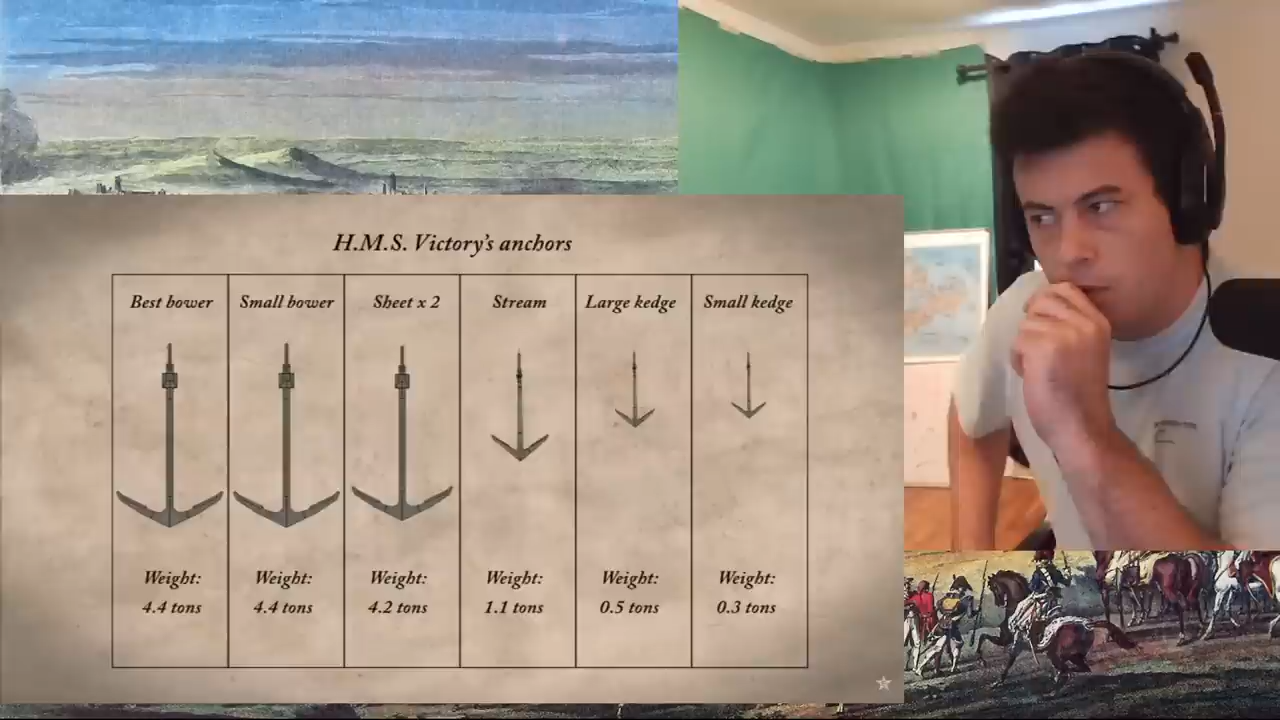 H.M.S. Victory's anchors
Best bower Small bower Sheet x 2 Stream Large kedge Small kedge
Weight: Weight: Weight: Weight: Weight: Weight:
4.4 tons 4.4 tons 4.2 tons 1.1 tons 0.5 tons 0.3 tons